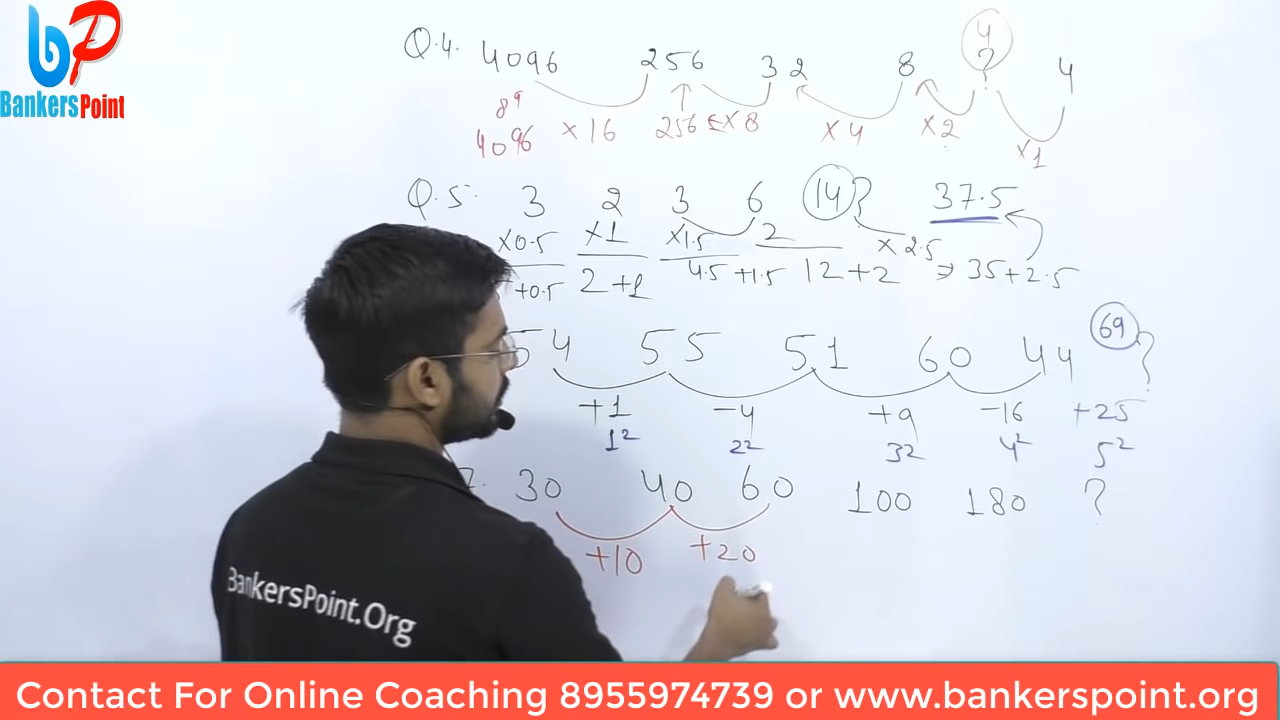 bP
BankersPoint
Q.4. 4096 256 32 8 ? 4
4
8⁹
4096 ×16 256 ×8 ×4 ×2 ×1
Q.5. 3 2 3 6 14 ? 37.5
×0.5 ×1 ×1.5 2 ×2.5
+0.5 2+1 4.5 +1.5 12+2 ⇒ 35+2.5
54 55 51 60 44 69 ?
+1 -4 +9 -16 +25
1² 2² 3² 4² 5²
7. 30 40 60 100 180 ?
+10 +20
BankersPoint.Org
Contact For Online Coaching 8955974739 or www.bankerspoint.org